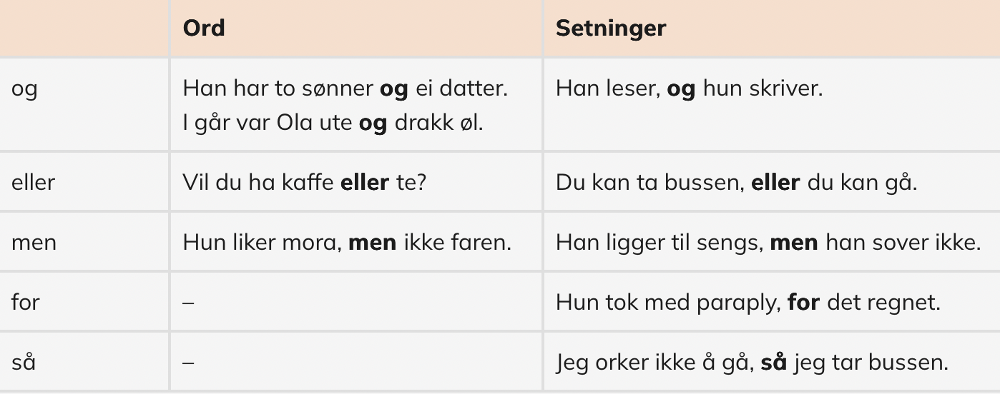 Ord Setninger
og Han har to sønner og ei datter. Han leser, og hun skriver.
I går var Ola ute og drakk øl.
eller Vil du ha kaffe eller te? Du kan ta bussen, eller du kan gå.
men Hun liker mora, men ikke faren. Han ligger til sengs, men han sover ikke.
for – Hun tok med paraply, for det regnet.
så – Jeg orker ikke å gå, så jeg tar bussen.